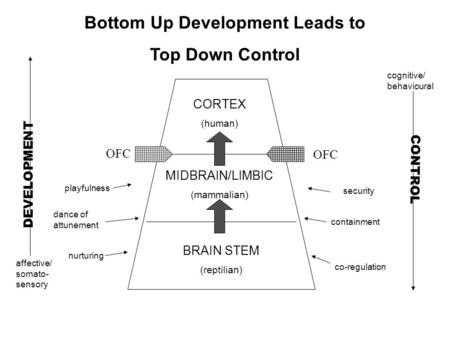 Bottom Up Development Leads to
Top Down Control
cognitive/
behavioural
CORTEX
(human)
OFC
OFC
DEVELOPMENT
CONTROL
MIDBRAIN/LIMBIC
(mammalian)
playfulness
security
dance of
attunement
containment
nurturing
BRAIN STEM
(reptilian)
co-regulation
affective/
somato-
sensory